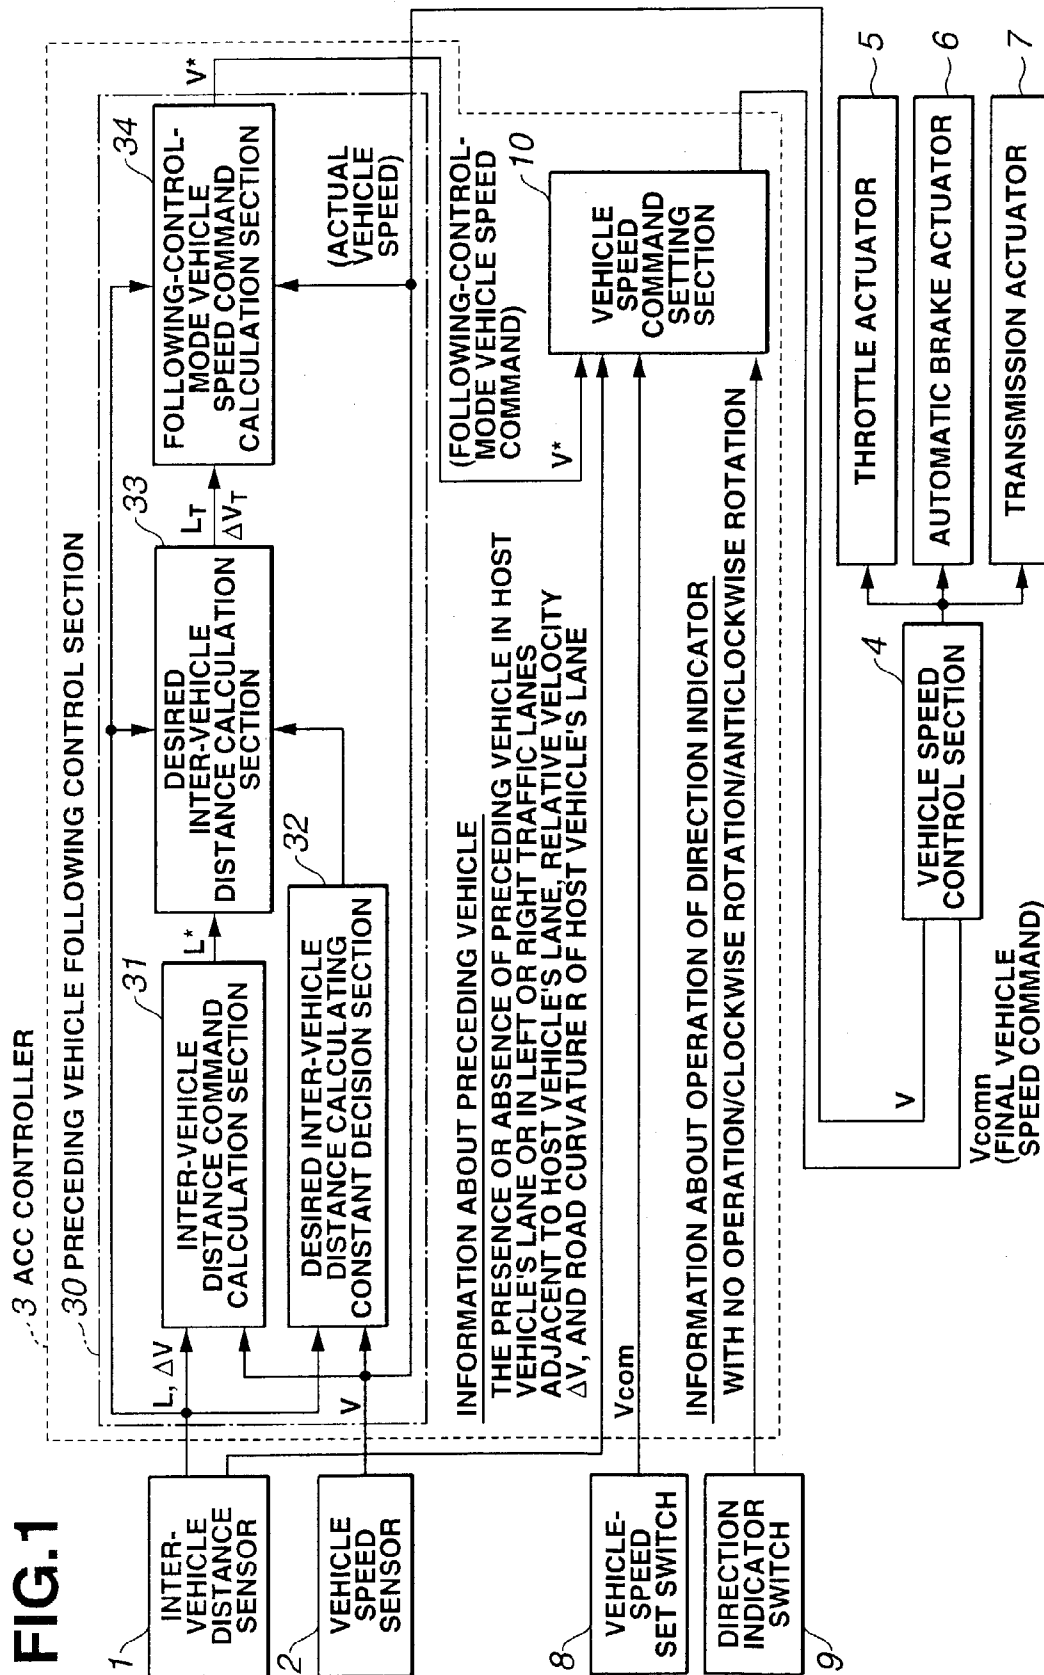 FIG.1
3 ACC CONTROLLER
30 PRECEDING VEHICLE FOLLOWING CONTROL SECTION
1
INTER-
VEHICLE
DISTANCE
SENSOR
2
VEHICLE
SPEED
SENSOR
L, ΔV
V
31
INTER-VEHICLE
DISTANCE COMMAND
CALCULATION SECTION
L*
32
DESIRED INTER-VEHICLE
DISTANCE CALCULATING
CONSTANT DECISION SECTION
33
DESIRED
INTER-VEHICLE
DISTANCE CALCULATION
SECTION
LT
ΔVT
34
FOLLOWING-CONTROL-
MODE VEHICLE
SPEED COMMAND
CALCULATION SECTION
V*
(ACTUAL
VEHICLE
SPEED)
INFORMATION ABOUT PRECEDING VEHICLE
THE PRESENCE OR ABSENCE OF PRECEDING VEHICLE IN HOST
VEHICLE'S LANE OR IN LEFT OR RIGHT TRAFFIC LANES
ADJACENT TO HOST VEHICLE'S LANE, RELATIVE VELOCITY
ΔV, AND ROAD CURVATURE OF HOST VEHICLE'S LANE
(FOLLOWING-CONTROL-
MODE VEHICLE SPEED
COMMAND)
V*
10
VEHICLE
SPEED
COMMAND
SETTING
SECTION
8
VEHICLE-
SPEED
SET SWITCH
Vcom
9
DIRECTION
INDICATOR
SWITCH
INFORMATION ABOUT OPERATION OF DIRECTION INDICATOR
WITH NO OPERATION/CLOCKWISE ROTATION/ANTICLOCKWISE ROTATION
V
Vcomn
(FINAL VEHICLE
SPEED COMMAND)
4
VEHICLE SPEED
CONTROL SECTION
THROTTLE ACTUATOR
5
AUTOMATIC BRAKE ACTUATOR
6
TRANSMISSION ACTUATOR
7